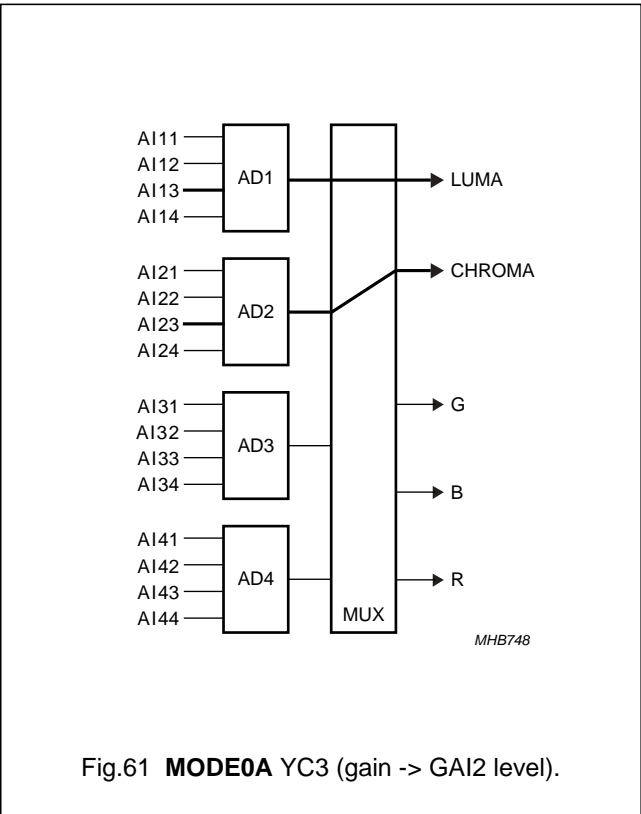 AI11
AI12
AI13
AI14
AD1
LUMA
AI21
AI22
AI23
AI24
AD2
CHROMA
AI31
AI32
AI33
AI34
AD3
G
B
AI41
AI42
AI43
AI44
AD4
R
MUX
MHB748
Fig.61 MODE0A YC3 (gain -> GAI2 level).